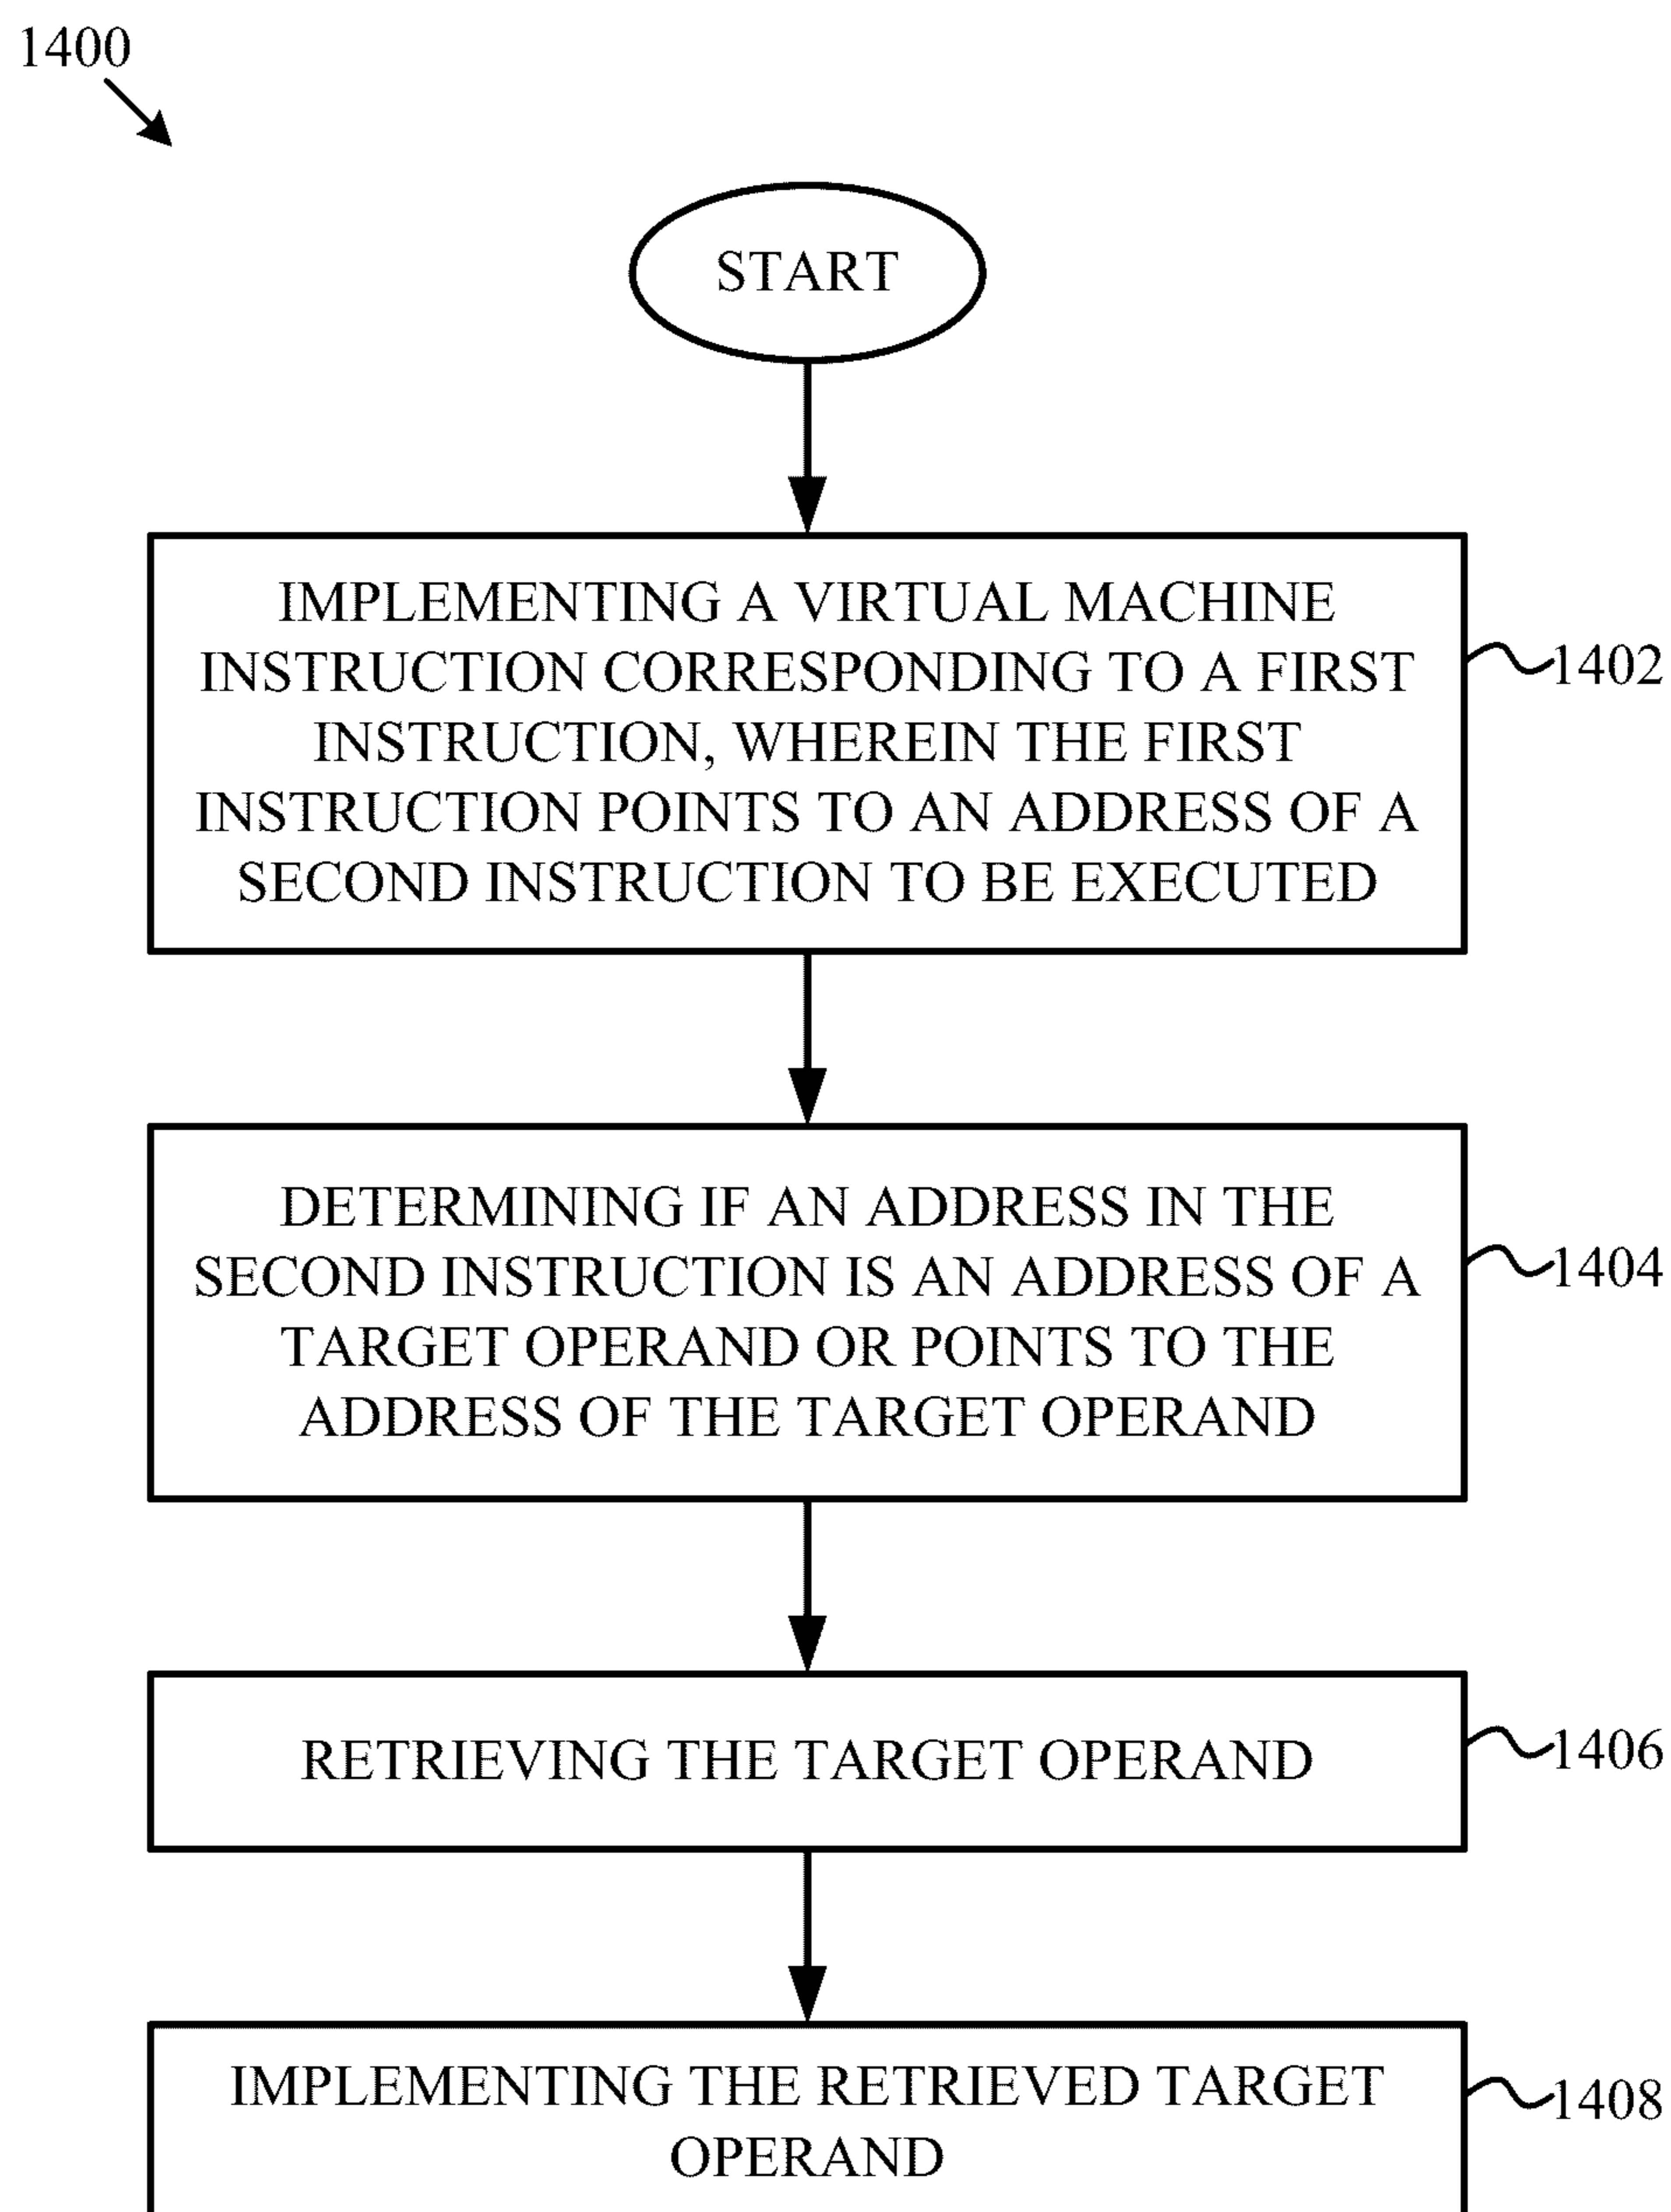 1400
START
IMPLEMENTING A VIRTUAL MACHINE
INSTRUCTION CORRESPONDING TO A FIRST
INSTRUCTION, WHEREIN THE FIRST
INSTRUCTION POINTS TO AN ADDRESS OF A
SECOND INSTRUCTION TO BE EXECUTED
1402
DETERMINING IF AN ADDRESS IN THE
SECOND INSTRUCTION IS AN ADDRESS OF A
TARGET OPERAND OR POINTS TO THE
ADDRESS OF THE TARGET OPERAND
1404
RETRIEVING THE TARGET OPERAND
1406
IMPLEMENTING THE RETRIEVED TARGET
OPERAND
1408